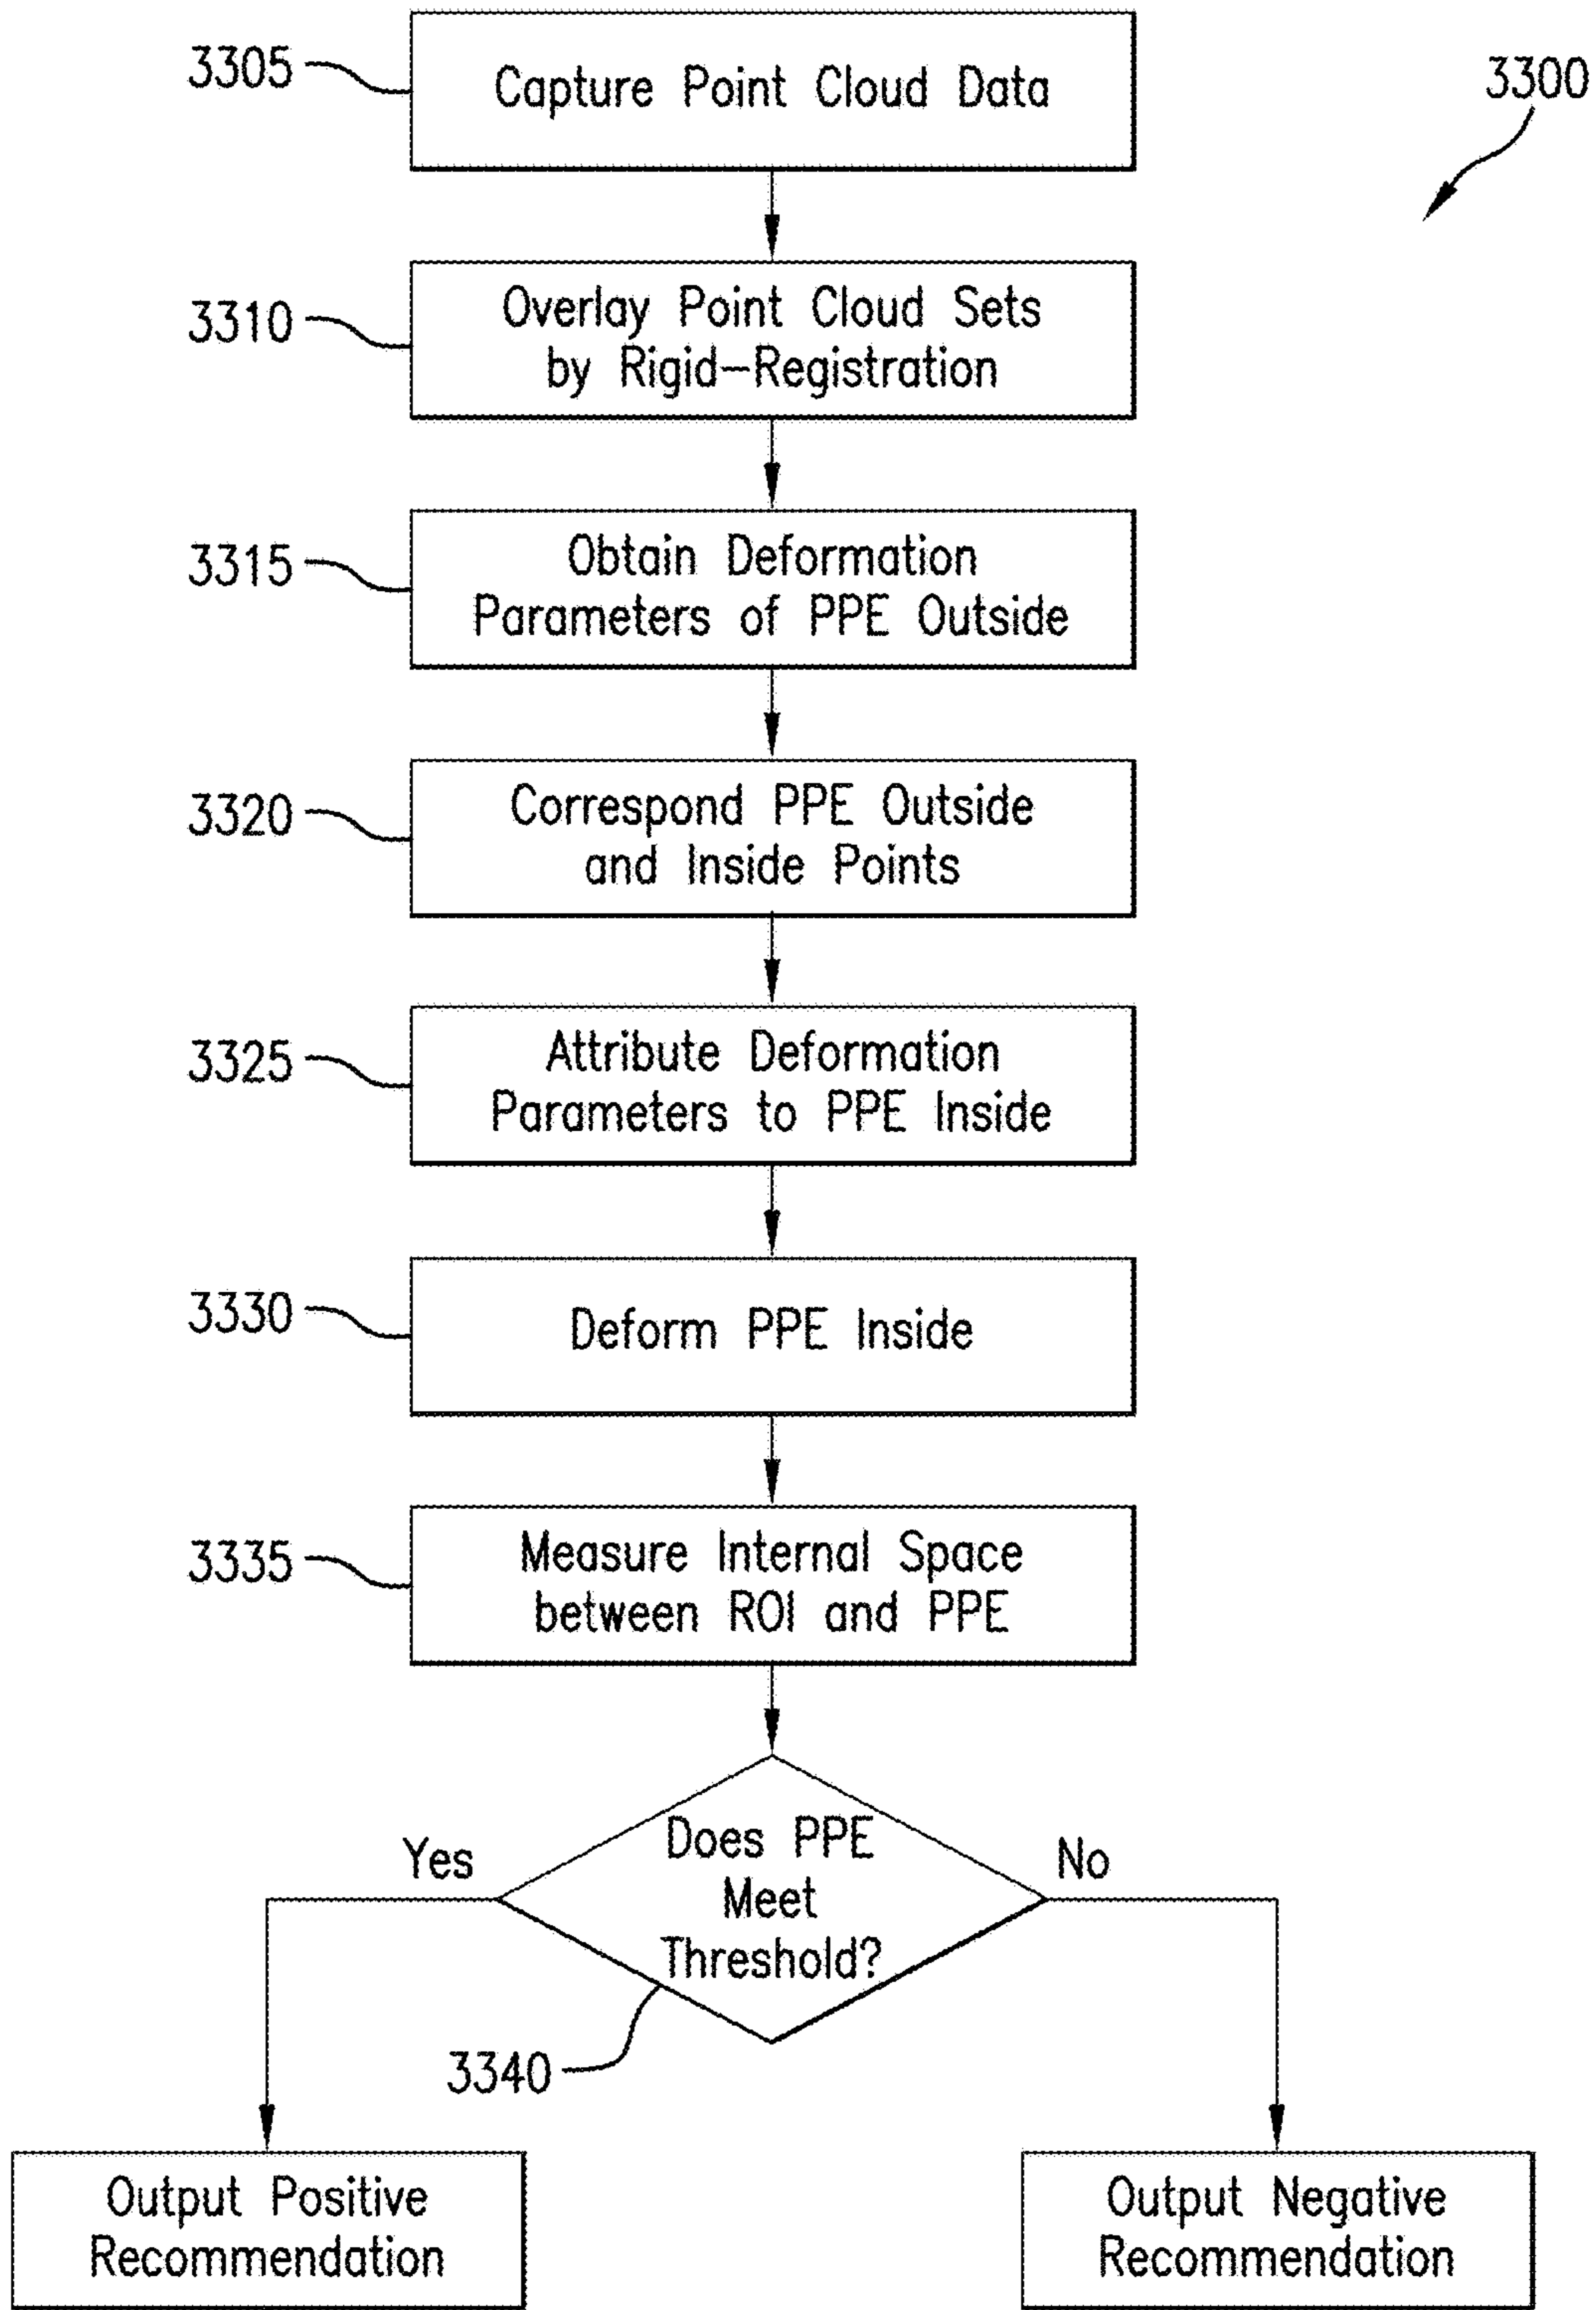 3305
Capture Point Cloud Data
3300
3310
Overlay Point Cloud Sets
by Rigid-Registration
3315
Obtain Deformation
Parameters of PPE Outside
3320
Correspond PPE Outside
and Inside Points
3325
Attribute Deformation
Parameters to PPE Inside
3330
Deform PPE Inside
3335
Measure Internal Space
between ROI and PPE
Does PPE
Meet
Threshold?
Yes
No
3340
Output Positive
Recommendation
Output Negative
Recommendation